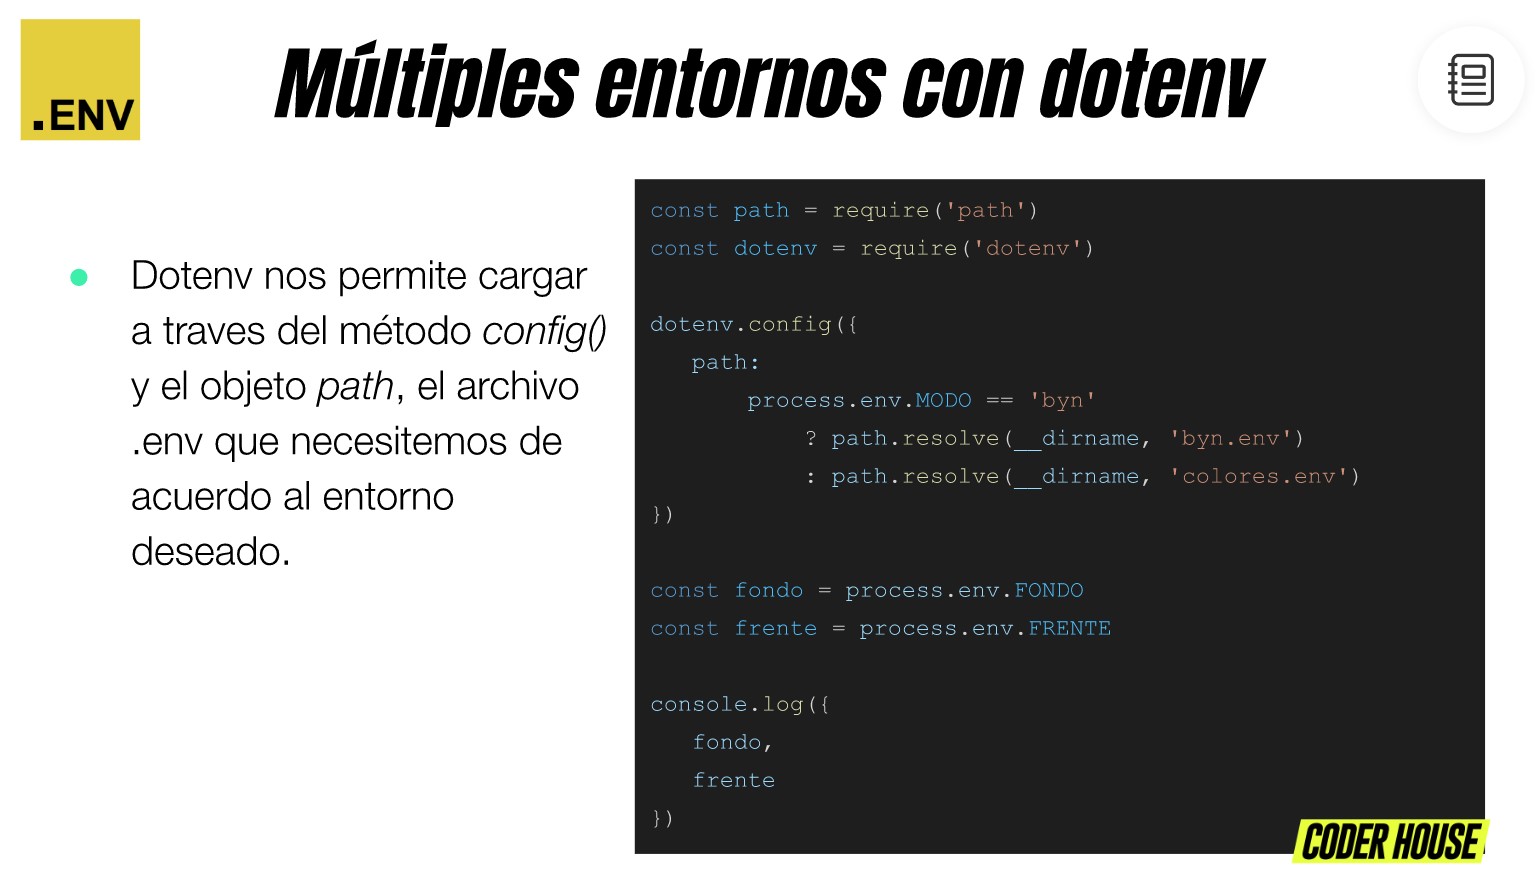 .ENV
Múltiples entornos con dotenv
Dotenv nos permite cargar
a traves del método config()
y el objeto path, el archivo
.env que necesitemos de
acuerdo al entorno
deseado.
const path = require('path')
const dotenv = require('dotenv')
dotenv.config({
path:
process.env.MODO == 'byn'
? path.resolve(__dirname, 'byn.env')
: path.resolve(__dirname, 'colores.env')
})
const fondo = process.env.FONDO
const frente = process.env.FRENTE
console.log({
fondo,
frente
})
CODER HOUSE